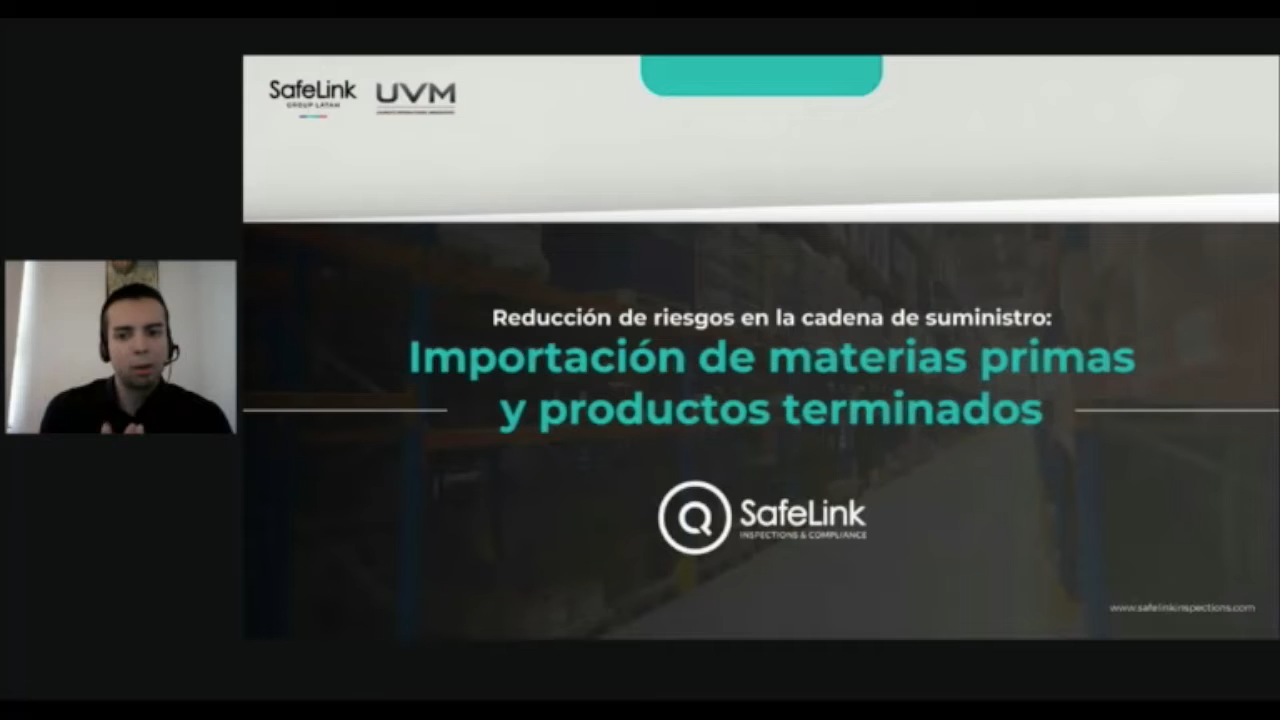 SafeLink
GROUP LATAM
UVM
Reducción de riesgos en la cadena de suministro:
Importación de materias primas
y productos terminados
SafeLink
INSPECTIONS & COMPLIANCE
www.safelinkinspections.com